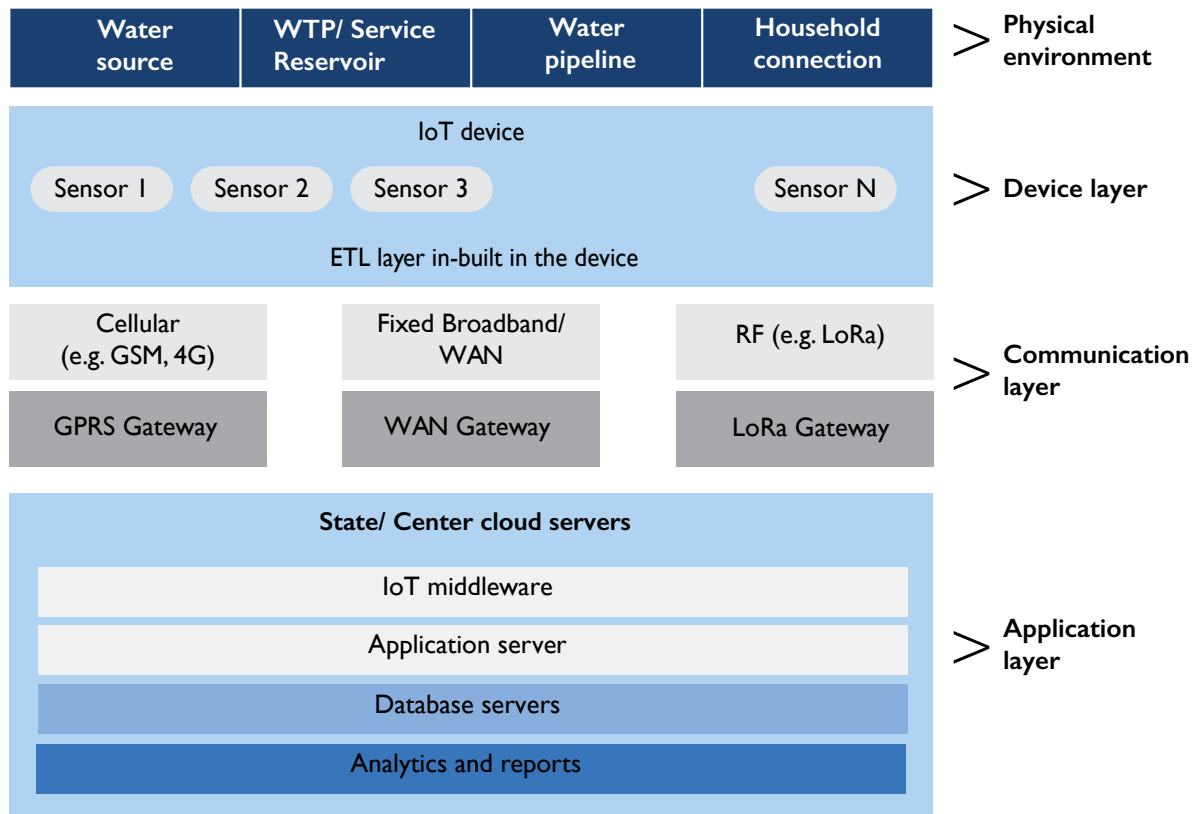 Water
source
WTP/ Service
Reservoir
Water
pipeline
Household
connection
Physical
environment
IoT device
Sensor 1
Sensor 2
Sensor 3
Sensor N
ETL layer in-built in the device
Device layer
Cellular
(e.g. GSM, 4G)
Fixed Broadband/
WAN
RF (e.g. LoRa)
GPRS Gateway
WAN Gateway
LoRa Gateway
Communication
layer
State/ Center cloud servers
IoT middleware
Application server
Database servers
Analytics and reports
Application
layer